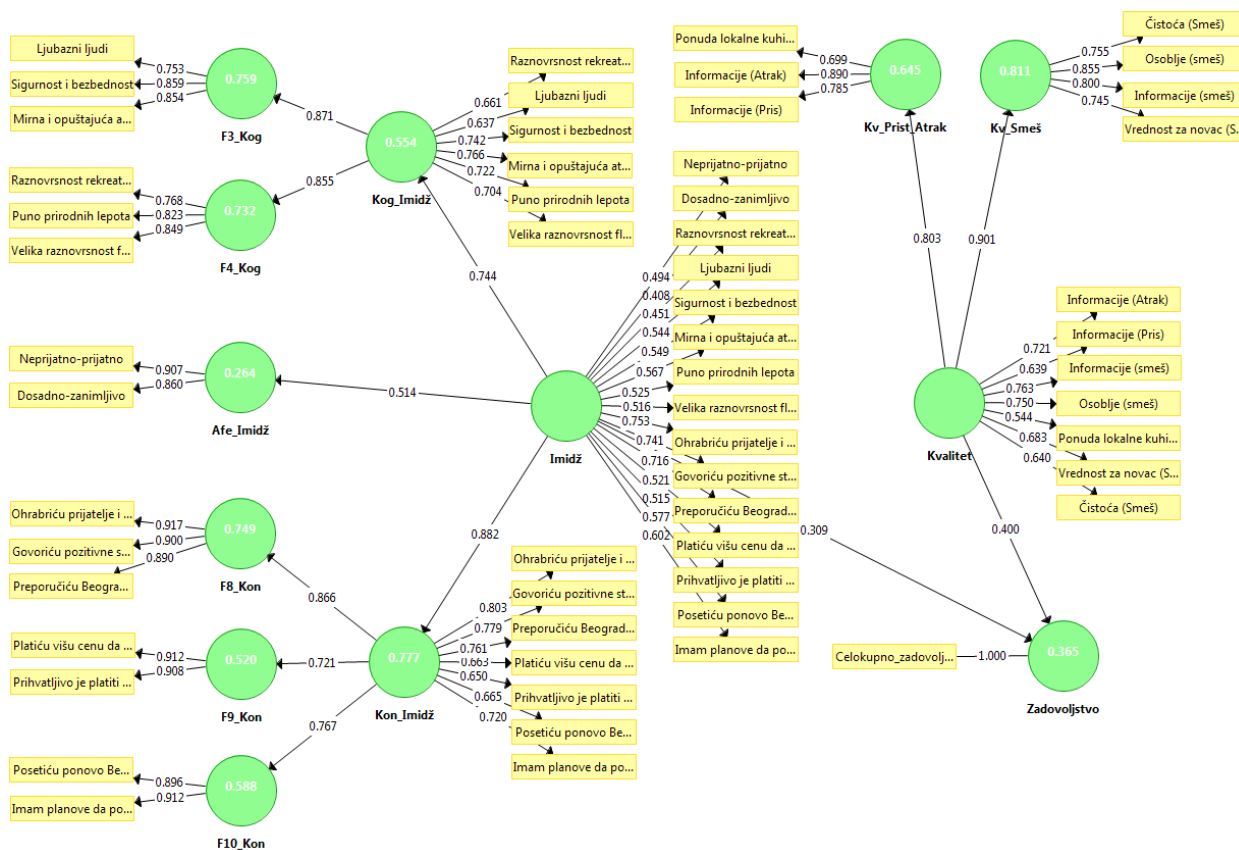 Ljubazni ljudi
Sigurnost i bezbednost
Mirna i opuštajuća a...
0.753
0.859
0.854
0.759
F3_Kog
Raznovrsnost rekreat...
Puno prirodnih lepota
Velika raznovrsnost f...
0.768
0.823
0.849
0.732
F4_Kog
0.871
0.855
0.554
Kog_Imidž
0.661
0.637
0.742
0.766
0.722
0.704
Raznovrsnost rekreat...
Ljubazni ljudi
Sigurnost i bezbednost
Mirna i opuštajuća at...
Puno prirodnih lepota
Velika raznovrsnost fl...
0.744
Neprijatno-prijatno
Dosadno-zanimljivo
0.907
0.860
0.264
Afe_Imidž
0.514
Imidž
0.882
Ohrabriću prijatelje i ...
Govoriću pozitivne s...
Preporučiću Beogra...
0.917
0.900
0.890
0.749
F8_Kon
Platiću višu cenu da ...
Prihvatljivo je platiti ...
0.912
0.908
0.520
F9_Kon
Posetiću ponovo Be...
Imam planove da po...
0.896
0.912
0.588
F10_Kon
0.866
0.721
0.767
0.777
Kon_Imidž
0.803
0.779
0.761
0.663
0.650
0.665
0.720
Ohrabriću prijatelje i ...
Govoriću pozitivne st...
Preporučiću Beograd...
Platiću višu cenu da ...
Prihvatljivo je platiti ...
Posetiću ponovo Be...
Imam planove da po...
0.494
0.408
0.451
0.544
0.549
0.567
0.525
0.516
0.753
0.741
0.716
0.521
0.515
0.577
0.602
Neprijatno-prijatno
Dosadno-zanimljivo
Raznovrsnost rekreat...
Ljubazni ljudi
Sigurnost i bezbednost
Mirna i opuštajuća at...
Puno prirodnih lepota
Velika raznovrsnost fl...
Ohrabriću prijatelje i ...
Govoriću pozitivne st...
Preporučiću Beograd...
Platiću višu cenu da ...
Prihvatljivo je platiti ...
Posetiću ponovo Be...
Imam planove da po...
0.309
Ponuda lokalne kuhi...
Informacije (Atrak)
Informacije (Pris)
0.699
0.890
0.785
0.645
Kv_Prist_Atrak
0.811
Kv_Smeš
0.755
0.855
0.800
0.745
Čistoća (Smeš)
Osoblje (smeš)
Informacije (smeš)
Vrednost za novac (S...
0.803
0.901
Kvalitet
0.721
0.639
0.763
0.750
0.544
0.683
0.640
Informacije (Atrak)
Informacije (Pris)
Informacije (smeš)
Osoblje (smeš)
Ponuda lokalne kuhi...
Vrednost za novac (S...
Čistoća (Smeš)
0.400
Celokupno_zadovolj...
1.000
0.365
Zadovoljstvo